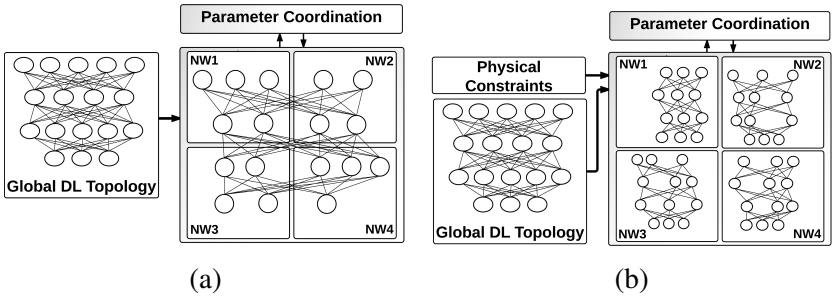 Parameter Coordination
NW1
NW2
Global DL Topology
NW3
NW4
(a)
Parameter Coordination
Physical
Constraints
NW1
NW2
Global DL Topology
NW3
NW4
(b)